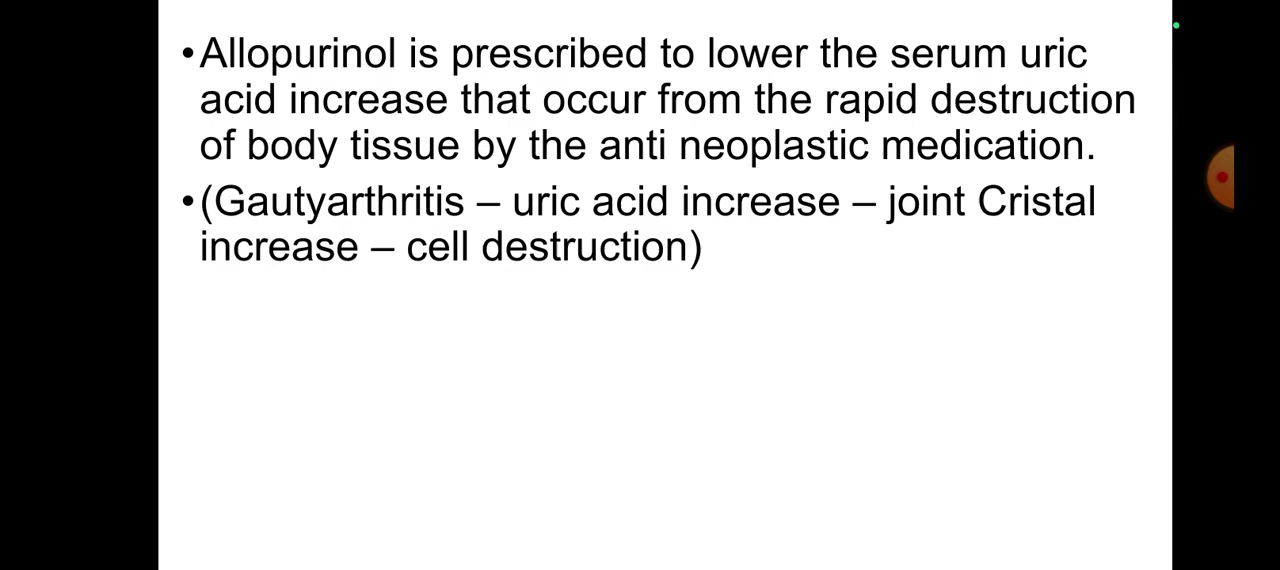 •Allopurinol is prescribed to lower the serum uric
acid increase that occur from the rapid destruction
of body tissue by the anti neoplastic medication.
•(Gautyarthritis – uric acid increase – joint Cristal
increase – cell destruction)